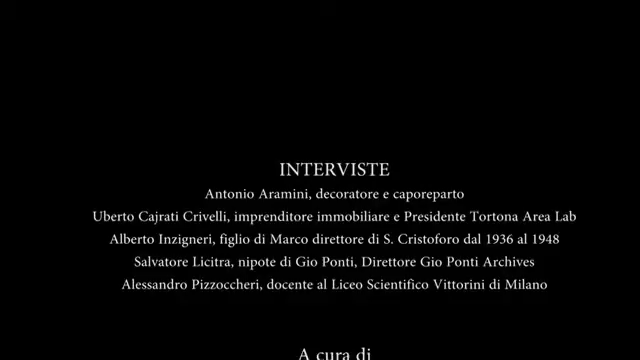 INTERVISTE
Antonio Aramini, decoratore e caporeparto
Uberto Cajrati Crivelli, imprenditore immobiliare e Presidente Tortona Area Lab
Alberto Inzigneri, figlio di Marco direttore di S. Cristoforo dal 1936 al 1948
Salvatore Licitra, nipote di Gio Ponti, Direttore Gio Ponti Archives
Alessandro Pizzoccheri, docente al Liceo Scientifico Vittorini di Milano
A cura di